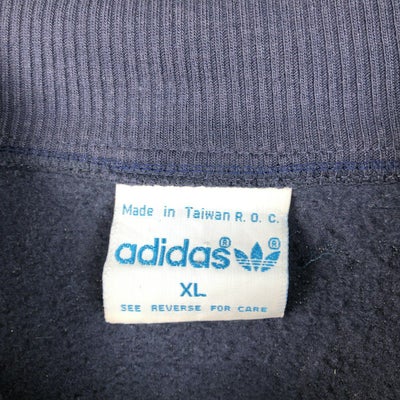 Made in Taiwan R.O.C.
adidas® ®
XL
SEE REVERSE FOR CARE